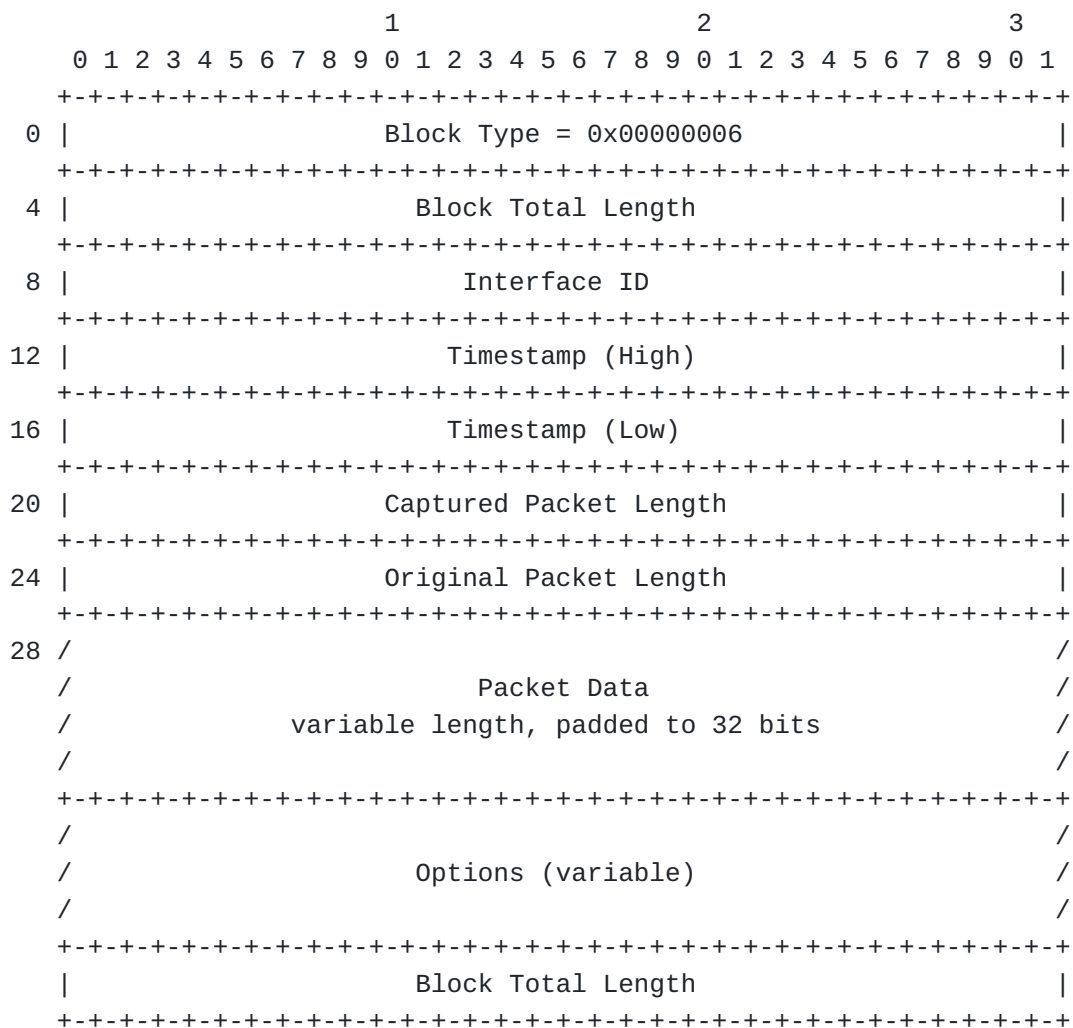 1                   2                   3
    0 1 2 3 4 5 6 7 8 9 0 1 2 3 4 5 6 7 8 9 0 1 2 3 4 5 6 7 8 9 0 1
   +-+-+-+-+-+-+-+-+-+-+-+-+-+-+-+-+-+-+-+-+-+-+-+-+-+-+-+-+-+-+-+-+
 0 |                    Block Type = 0x00000006                    |
   +-+-+-+-+-+-+-+-+-+-+-+-+-+-+-+-+-+-+-+-+-+-+-+-+-+-+-+-+-+-+-+-+
 4 |                      Block Total Length                       |
   +-+-+-+-+-+-+-+-+-+-+-+-+-+-+-+-+-+-+-+-+-+-+-+-+-+-+-+-+-+-+-+-+
 8 |                         Interface ID                          |
   +-+-+-+-+-+-+-+-+-+-+-+-+-+-+-+-+-+-+-+-+-+-+-+-+-+-+-+-+-+-+-+-+
12 |                        Timestamp (High)                       |
   +-+-+-+-+-+-+-+-+-+-+-+-+-+-+-+-+-+-+-+-+-+-+-+-+-+-+-+-+-+-+-+-+
16 |                        Timestamp (Low)                        |
   +-+-+-+-+-+-+-+-+-+-+-+-+-+-+-+-+-+-+-+-+-+-+-+-+-+-+-+-+-+-+-+-+
20 |                    Captured Packet Length                     |
   +-+-+-+-+-+-+-+-+-+-+-+-+-+-+-+-+-+-+-+-+-+-+-+-+-+-+-+-+-+-+-+-+
24 |                    Original Packet Length                     |
   +-+-+-+-+-+-+-+-+-+-+-+-+-+-+-+-+-+-+-+-+-+-+-+-+-+-+-+-+-+-+-+-+
28 /                                                               /
   /                          Packet Data                          /
   /              variable length, padded to 32 bits               /
   /                                                               /
   +-+-+-+-+-+-+-+-+-+-+-+-+-+-+-+-+-+-+-+-+-+-+-+-+-+-+-+-+-+-+-+-+
   /                                                               /
   /                      Options (variable)                       /
   /                                                               /
   +-+-+-+-+-+-+-+-+-+-+-+-+-+-+-+-+-+-+-+-+-+-+-+-+-+-+-+-+-+-+-+-+
   |                      Block Total Length                       |
   +-+-+-+-+-+-+-+-+-+-+-+-+-+-+-+-+-+-+-+-+-+-+-+-+-+-+-+-+-+-+-+-+